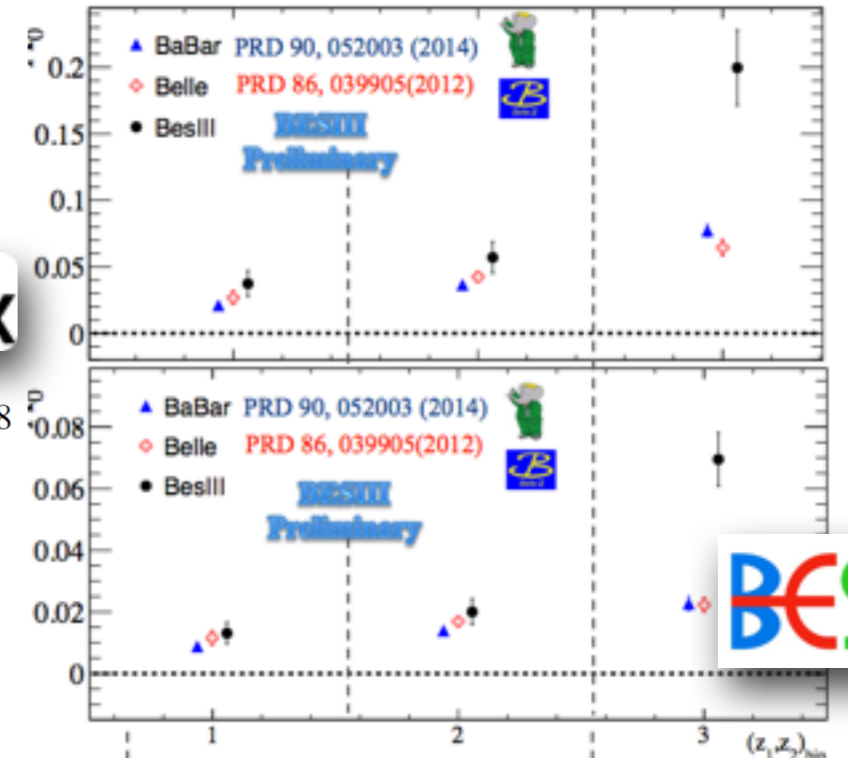 BaBar PRD 90, 052003 (2014)
Belle PRD 86, 039905(2012)
BesIII
BESIII
Preliminary
0.2
0.15
0.1
0.05
0
BaBar PRD 90, 052003 (2014)
Belle PRD 86, 039905(2012)
BesIII
BESIII
Preliminary
8
0.08
0.06
0.04
0.02
0
BES
1 2 3 (z1,z2)bin